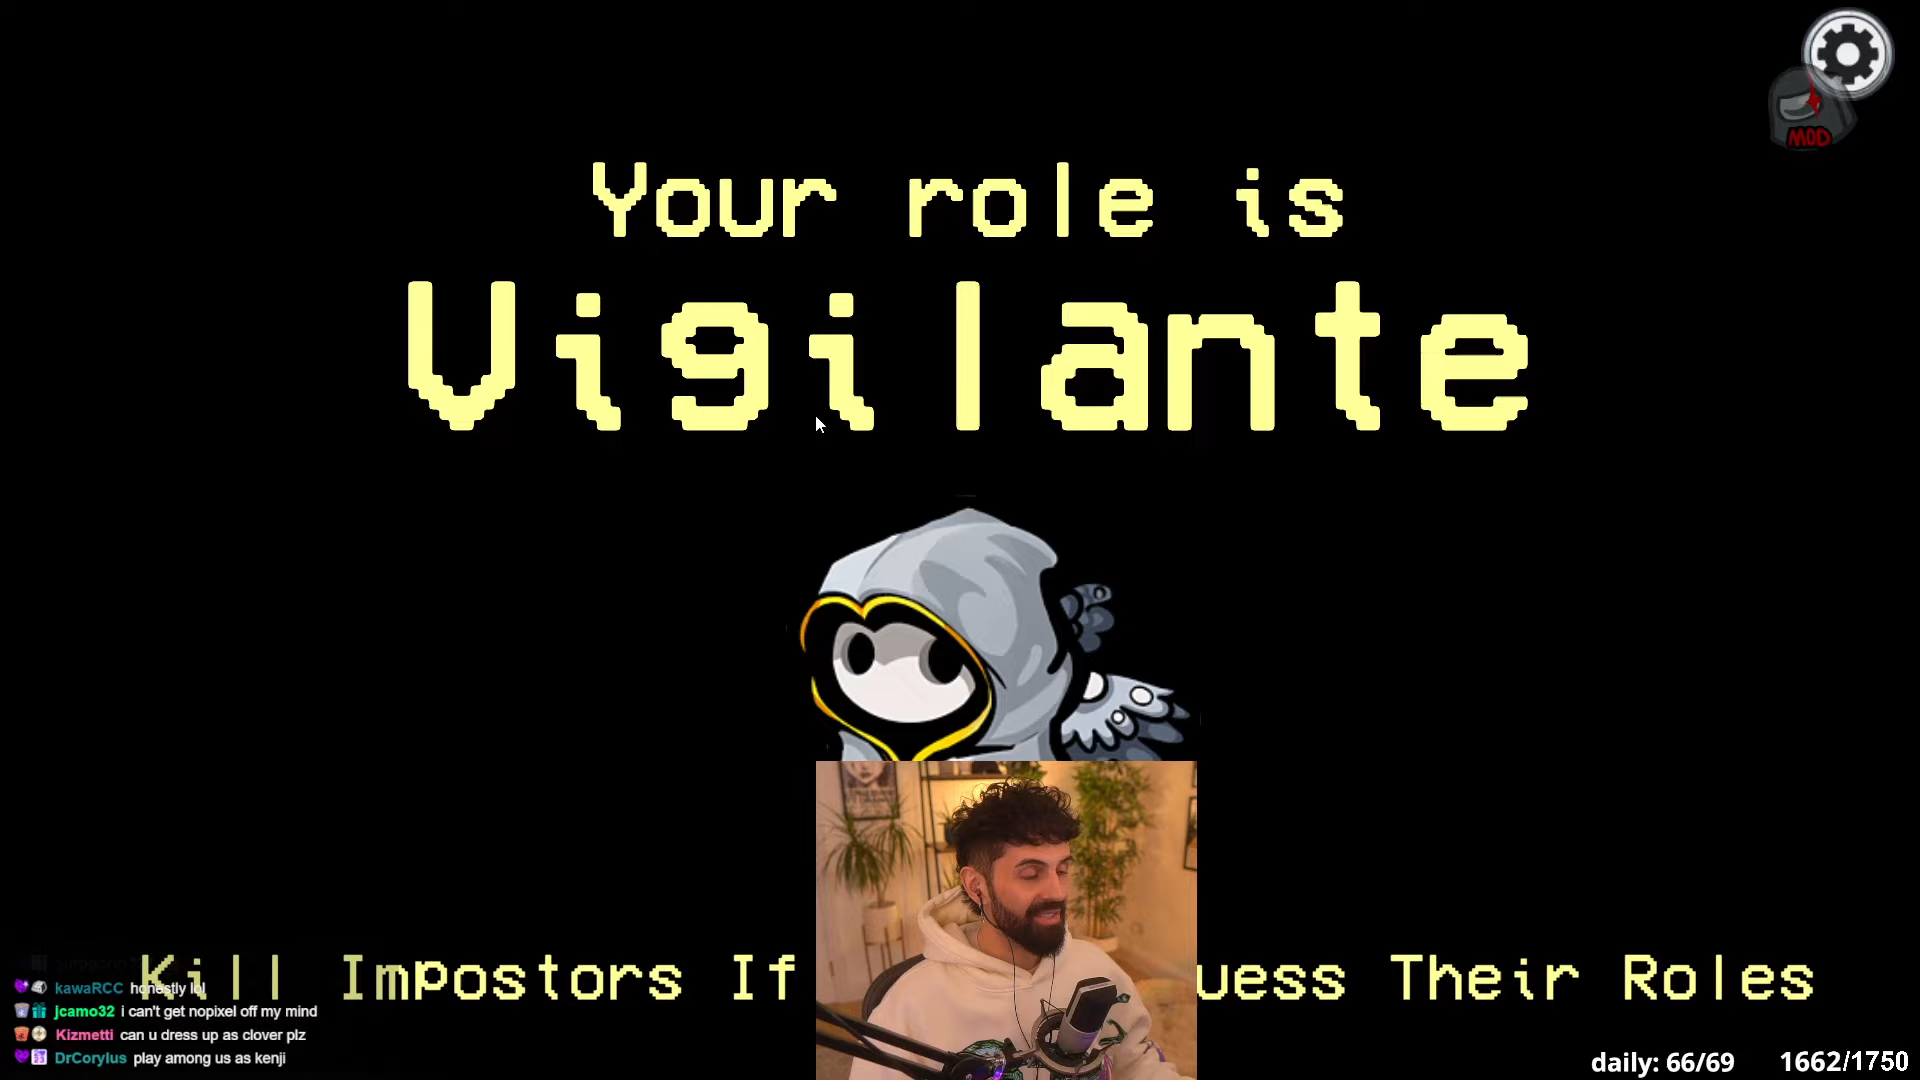 MOD
Your role is
Vigilante
Kill Impostors If uess Their Roles
kawaRCC honestly lol
jcamo32 i can't get nopixel off my mind
Kizmetti can u dress up as clover plz
DrCorylus play among us as kenji
daily: 66/69 1662/1750